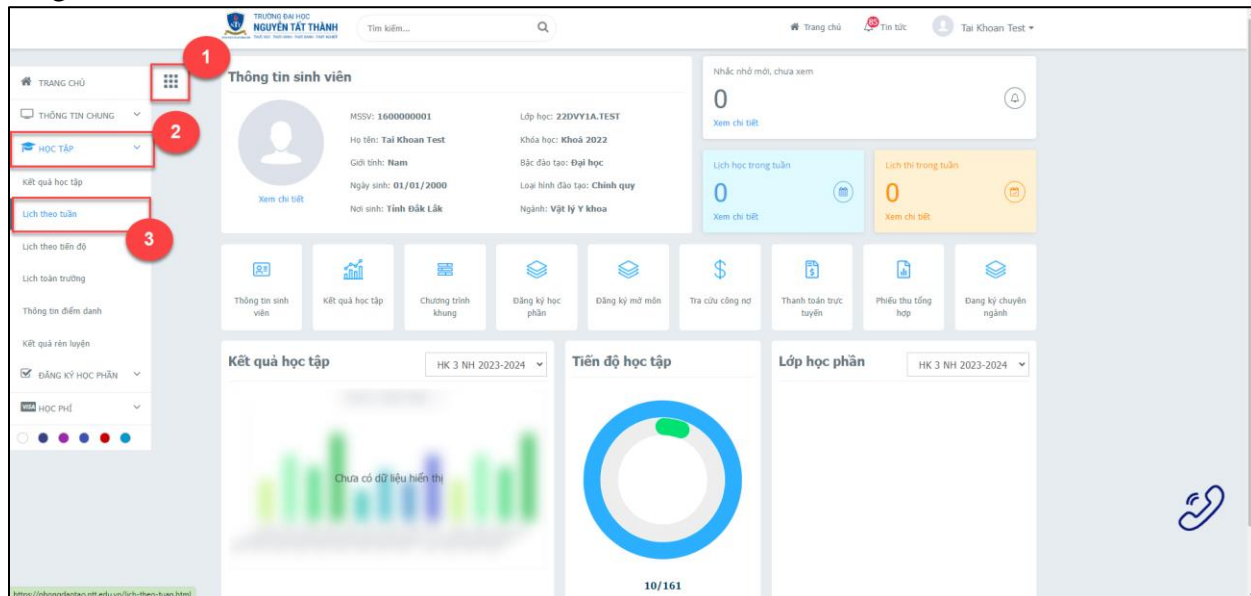 TRƯỜNG ĐẠI HỌC
NGUYỄN TẤT THÀNH
Tìm kiếm...
Trang chủ
85
Tin tức
Tai Khoan Test
1
TRANG CHỦ
THÔNG TIN CHUNG
2
HỌC TẬP
Kết quả học tập
Lịch theo tuần
3
Lịch theo tiến độ
Lịch toàn trường
Thông tin điểm danh
Kết quả rèn luyện
ĐĂNG KÝ HỌC PHẦN
VISA HỌC PHÍ
Thông tin sinh viên
MSSV: 1600000001
Lớp học: 22DVY1A.TEST
Họ tên: Tai Khoan Test
Khóa học: Khoá 2022
Giới tính: Nam
Bậc đào tạo: Đại học
Ngày sinh: 01/01/2000
Loại hình đào tạo: Chính quy
Nơi sinh: Tỉnh Đắk Lắk
Ngành: Vật lý Y khoa
Xem chi tiết
Nhắc nhở mới, chưa xem
0
Xem chi tiết
Lịch học trong tuần
0
Xem chi tiết
Lịch thi trong tuần
0
Xem chi tiết
Thông tin sinh viên
Kết quả học tập
Chương trình khung
Đăng ký học phần
Đăng ký mở môn
Tra cứu công nợ
Thanh toán trực tuyến
Phiếu thu tổng hợp
Đang ký chuyên ngành
Kết quả học tập
HK 3 NH 2023-2024
Chưa có dữ liệu hiển thị
Tiến độ học tập
10/161
Lớp học phần
HK 3 NH 2023-2024
https://phongdaotao.ntt.edu.vn/lich-theo-tuan.html